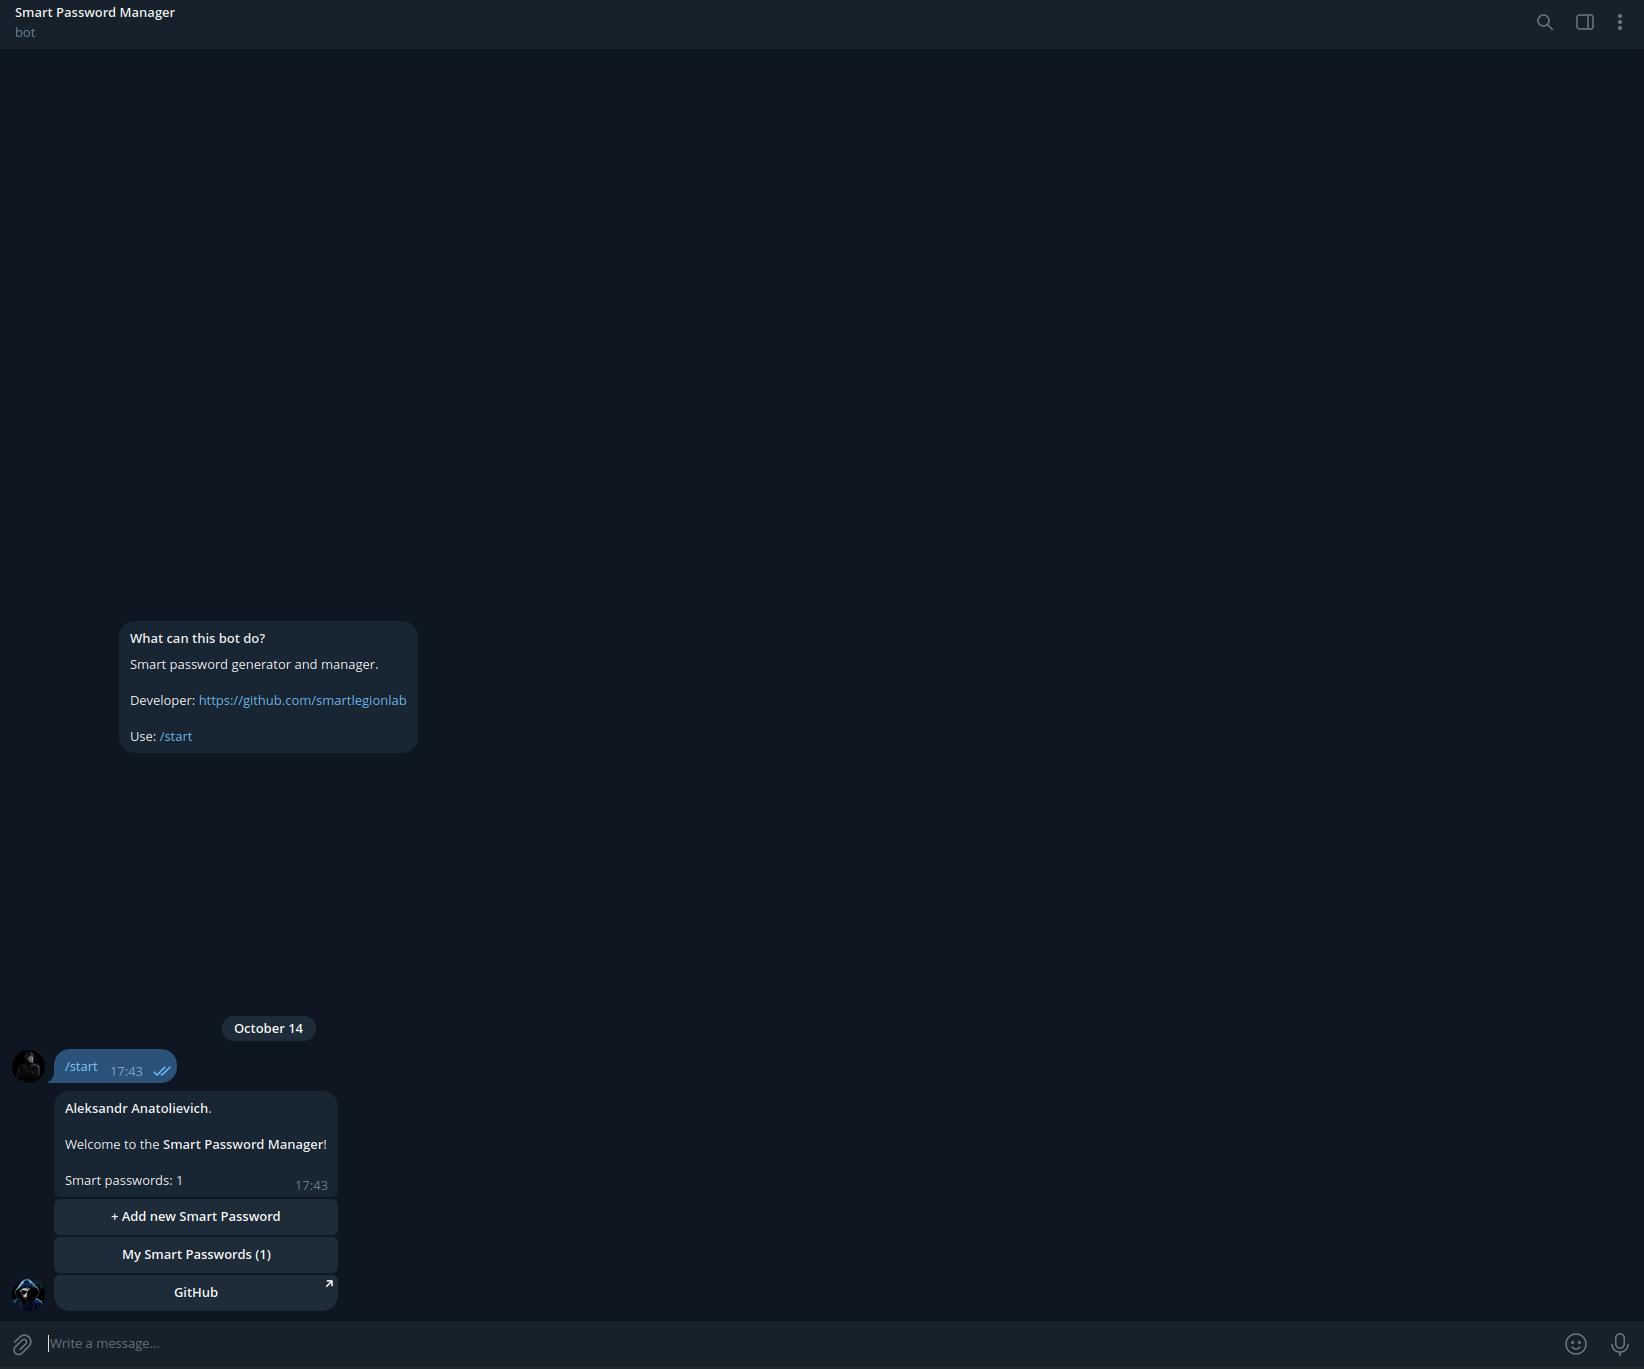 Smart Password Manager
bot
What can this bot do?
Smart password generator and manager.
Developer: https://github.com/smartlegionlab
Use: /start
October 14
/start 17:43
Aleksandr Anatolievich.
Welcome to the Smart Password Manager!
Smart passwords: 1 17:43
+ Add new Smart Password
My Smart Passwords (1)
GitHub
Write a message...